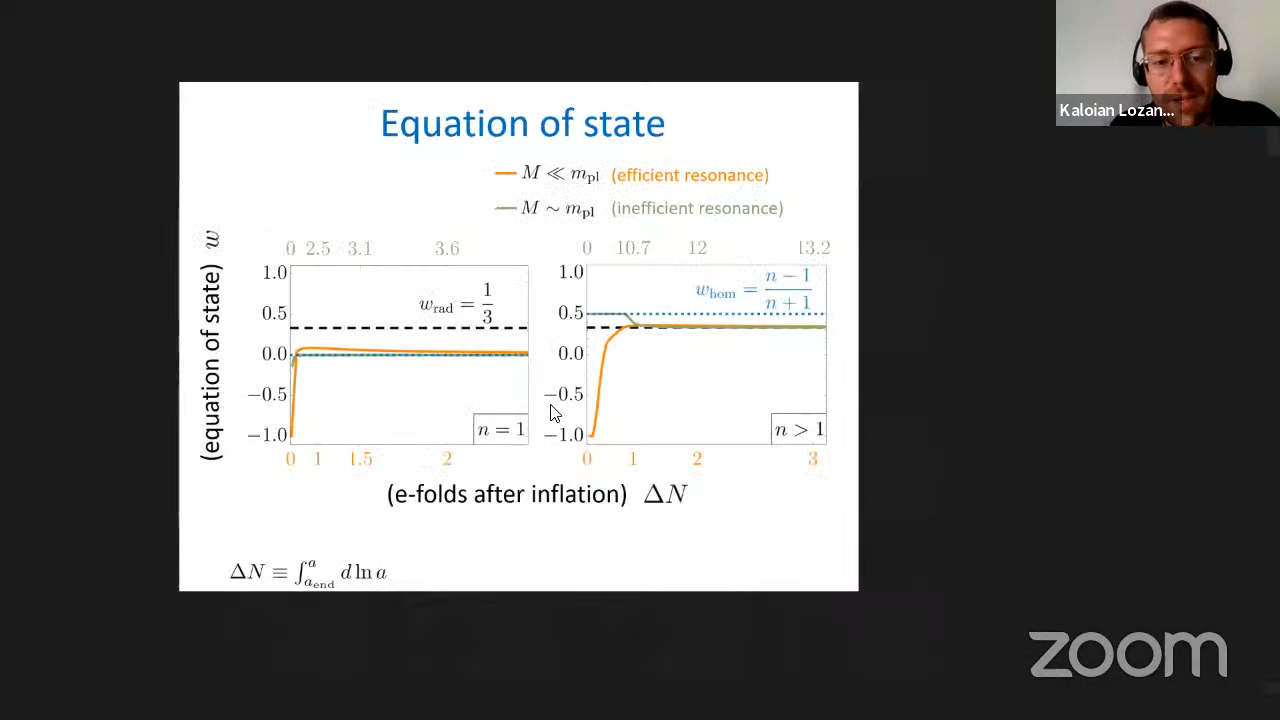 Kaloian Lozan...
Equation of state
M ≪ m_pl (efficient resonance)
M ∼ m_pl (inefficient resonance)
(equation of state) w
0 2.5 3.1 3.6
1.0
0.5
0.0
−0.5
−1.0
w_rad = 1/3
n = 1
0 1 1.5 2
0 10.7 12 13.2
1.0
0.5
0.0
−0.5
−1.0
w_hom = (n − 1)/(n + 1)
n > 1
0 1 2 3
(e-folds after inflation) ΔN
ΔN ≡ ∫_{a_end}^{a} d ln a
zoom